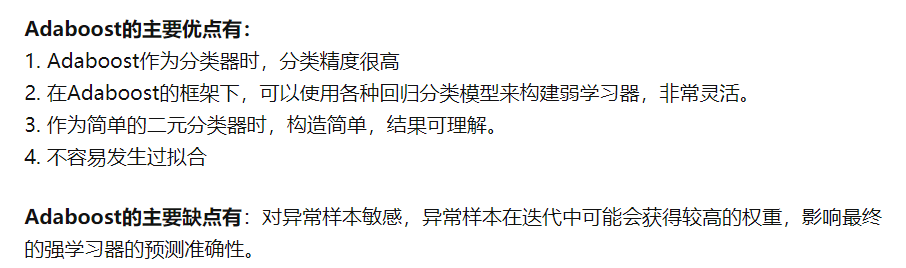 Adaboost的主要优点有：
1. Adaboost作为分类器时，分类精度很高
2. 在Adaboost的框架下，可以使用各种回归分类模型来构建弱学习器，非常灵活。
3. 作为简单的二元分类器时，构造简单，结果可理解。
4. 不容易发生过拟合
Adaboost的主要缺点有：对异常样本敏感，异常样本在迭代中可能会获得较高的权重，影响最终
的强学习器的预测准确性。